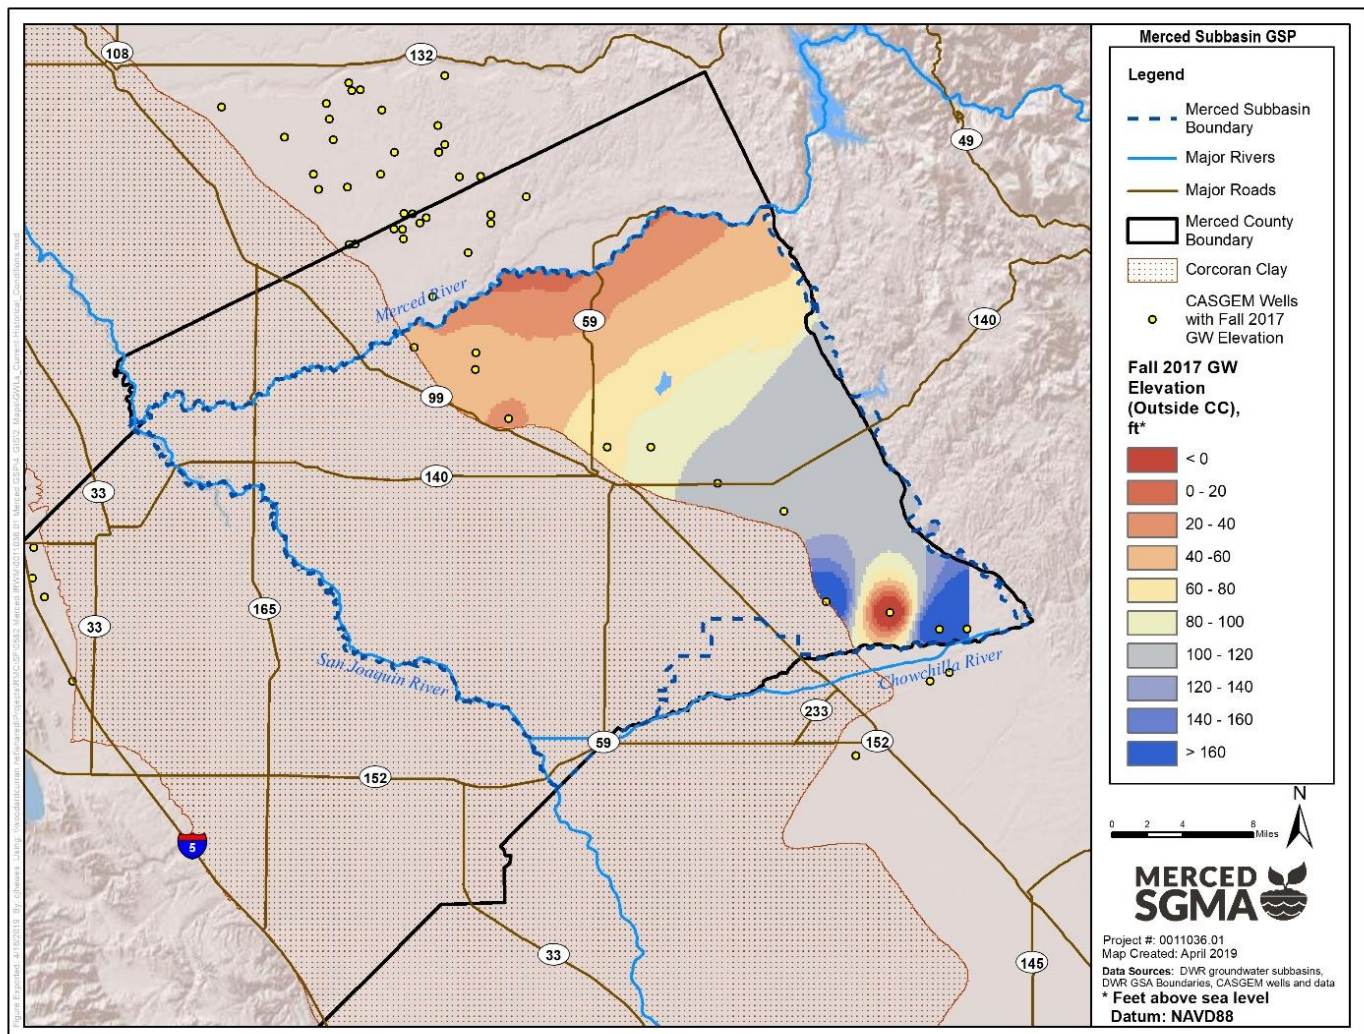 Merced Subbasin GSP
Legend
Merced Subbasin
Boundary
Major Rivers
Major Roads
Merced County
Boundary
Corcoran Clay
CASGEM Wells
with Fall 2017
GW Elevation
Fall 2017 GW
Elevation
(Outside CC),
ft*
< 0
0 - 20
20 - 40
40 -60
60 - 80
80 - 100
100 - 120
120 - 140
140 - 160
> 160
N
0 2 4 8
Miles
MERCED
SGMA
Project #: 0011036.01
Map Created: April 2019
Data Sources: DWR groundwater subbasins,
DWR GSA Boundaries, CASGEM wells and data
* Feet above sea level
Datum: NAVD88
108
132
49
Merced River
59
140
99
140
33
165
33
San Joaquin River
Chowchilla River
233
59
152
152
5
33
145